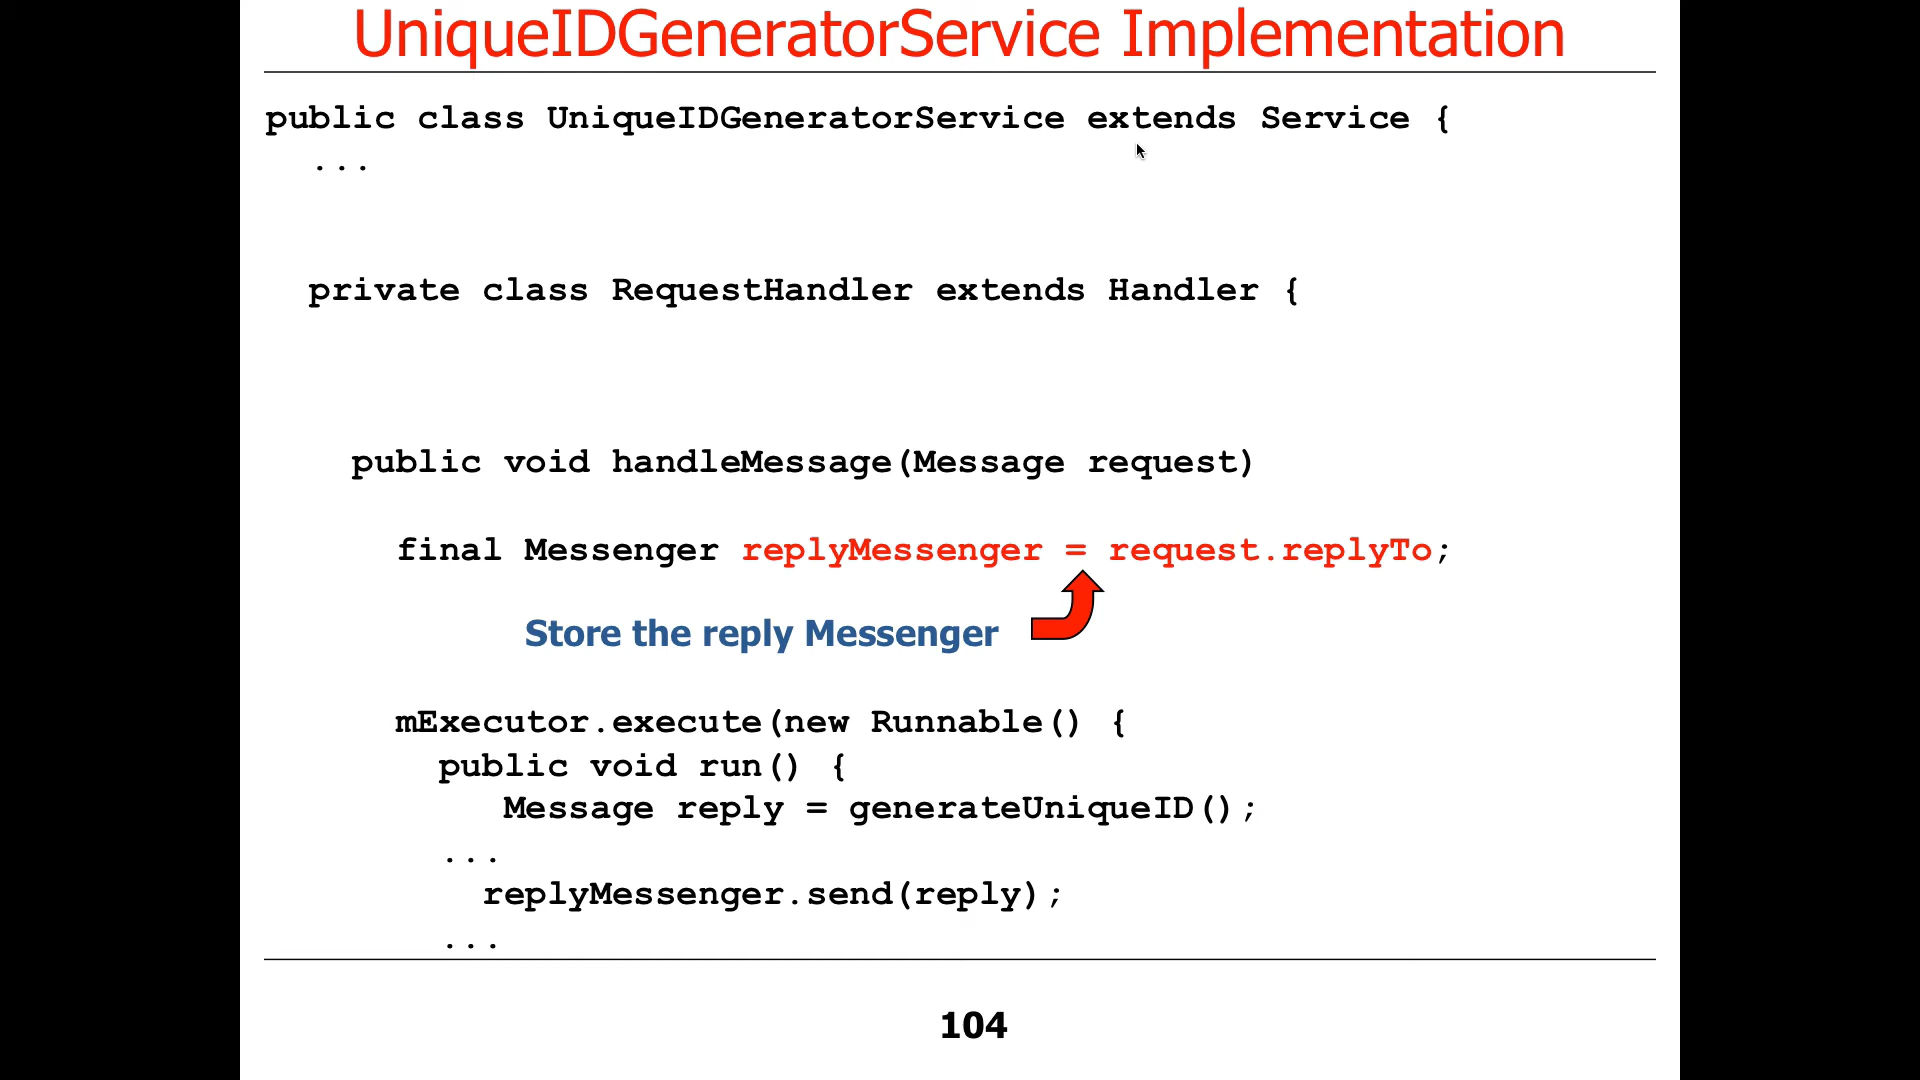 UniqueIDGeneratorService Implementation
public class UniqueIDGeneratorService extends Service {
...
private class RequestHandler extends Handler {
public void handleMessage(Message request)
final Messenger replyMessenger = request.replyTo;
Store the reply Messenger
mExecutor.execute(new Runnable() {
public void run() {
Message reply = generateUniqueID();
...
replyMessenger.send(reply);
...
104